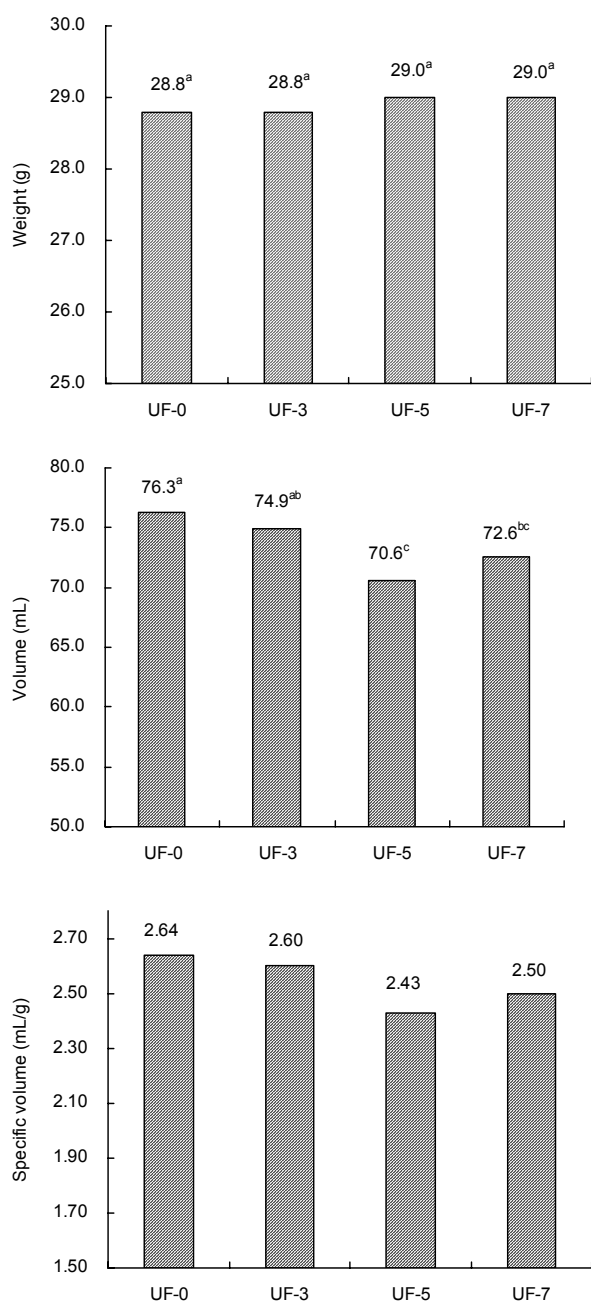 30.0
29.0
28.0
27.0
26.0
25.0
Weight (g)
28.8a
28.8a
29.0a
29.0a
UF-0 UF-3 UF-5 UF-7
80.0
75.0
70.0
65.0
60.0
55.0
50.0
Volume (mL)
76.3a
74.9ab
70.6c
72.6bc
UF-0 UF-3 UF-5 UF-7
2.70
2.50
2.30
2.10
1.90
1.70
1.50
Specific volume (mL/g)
2.64
2.60
2.43
2.50
UF-0 UF-3 UF-5 UF-7